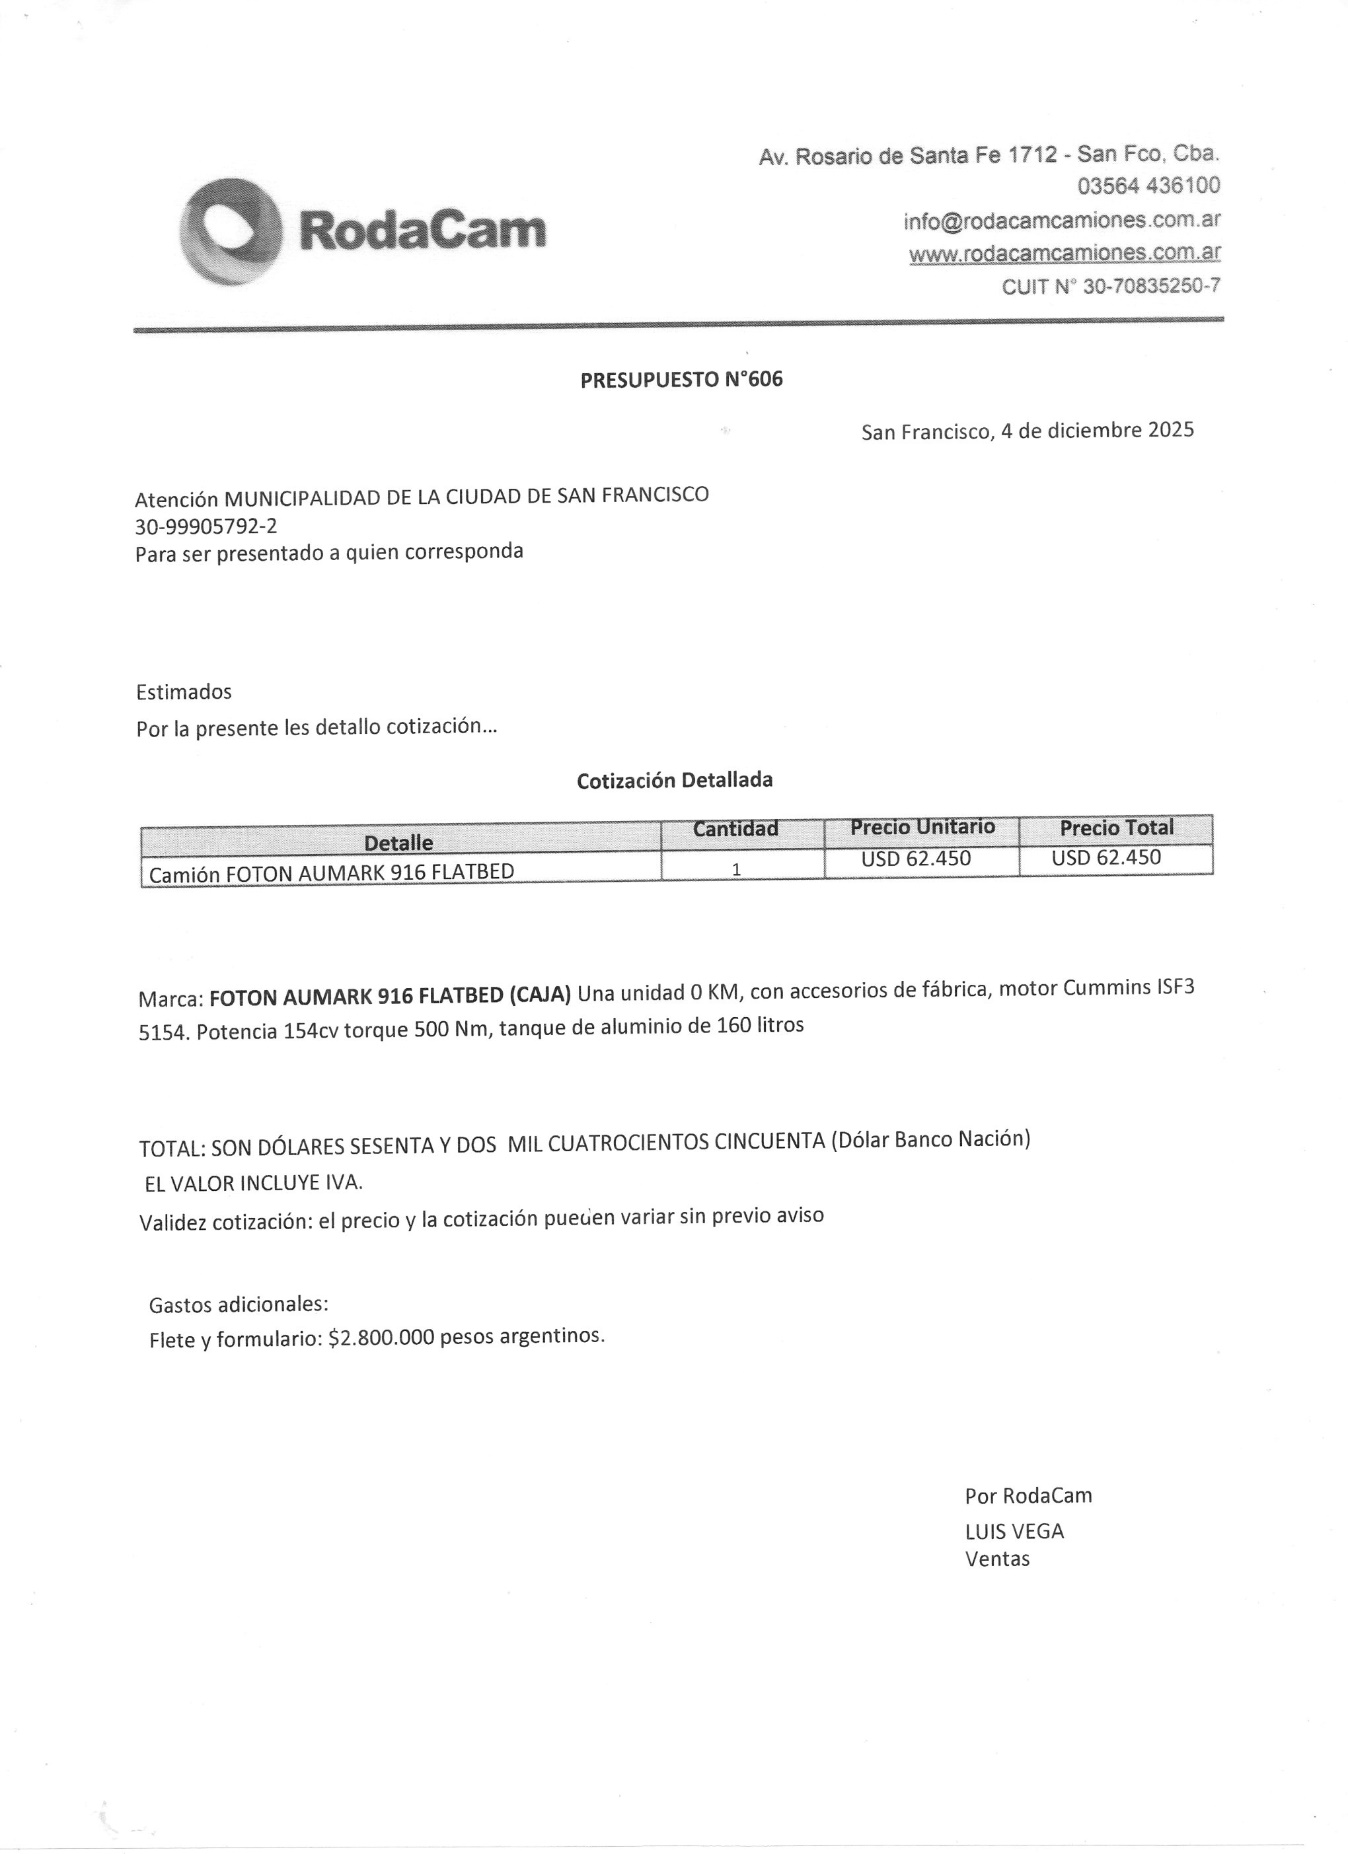 RodaCam
Av. Rosario de Santa Fe 1712 - San Fco, Cba.
03564 436100
info@rodacamcamiones.com.ar
www.rodacamcamiones.com.ar
CUIT N° 30-70835250-7
PRESUPUESTO N°606
San Francisco, 4 de diciembre 2025
Atención MUNICIPALIDAD DE LA CIUDAD DE SAN FRANCISCO
30-99905792-2
Para ser presentado a quien corresponda
Estimados
Por la presente les detallo cotización...
Cotización Detallada
Detalle Cantidad Precio Unitario Precio Total
Camión FOTON AUMARK 916 FLATBED 1 USD 62.450 USD 62.450
Marca: FOTON AUMARK 916 FLATBED (CAJA) Una unidad 0 KM, con accesorios de fábrica, motor Cummins ISF3
5154. Potencia 154cv torque 500 Nm, tanque de aluminio de 160 litros
TOTAL: SON DÓLARES SESENTA Y DOS MIL CUATROCIENTOS CINCUENTA (Dólar Banco Nación)
EL VALOR INCLUYE IVA.
Validez cotización: el precio y la cotización pueden variar sin previo aviso
Gastos adicionales:
Flete y formulario: $2.800.000 pesos argentinos.
Por RodaCam
LUIS VEGA
Ventas